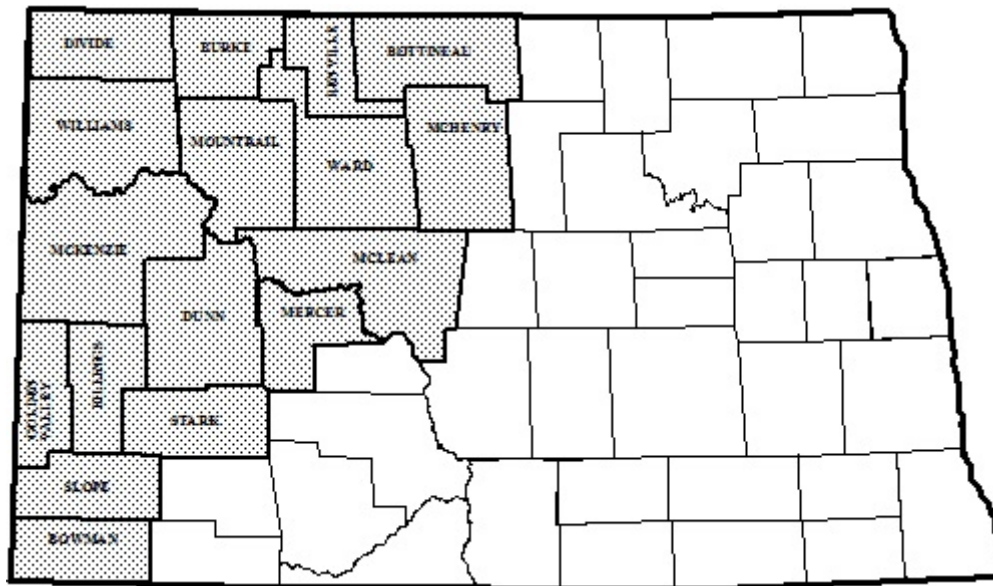 DIVIDE
BURKE
RENVILLE
BOTTINEAU
WILLIAMS
MOUNTRAIL
WARD
MCHENRY
MCKENZIE
MCLEAN
DUNN
MERCER
GOLDEN
VALLEY
BILLINGS
STARK
SLOPE
BOWMAN